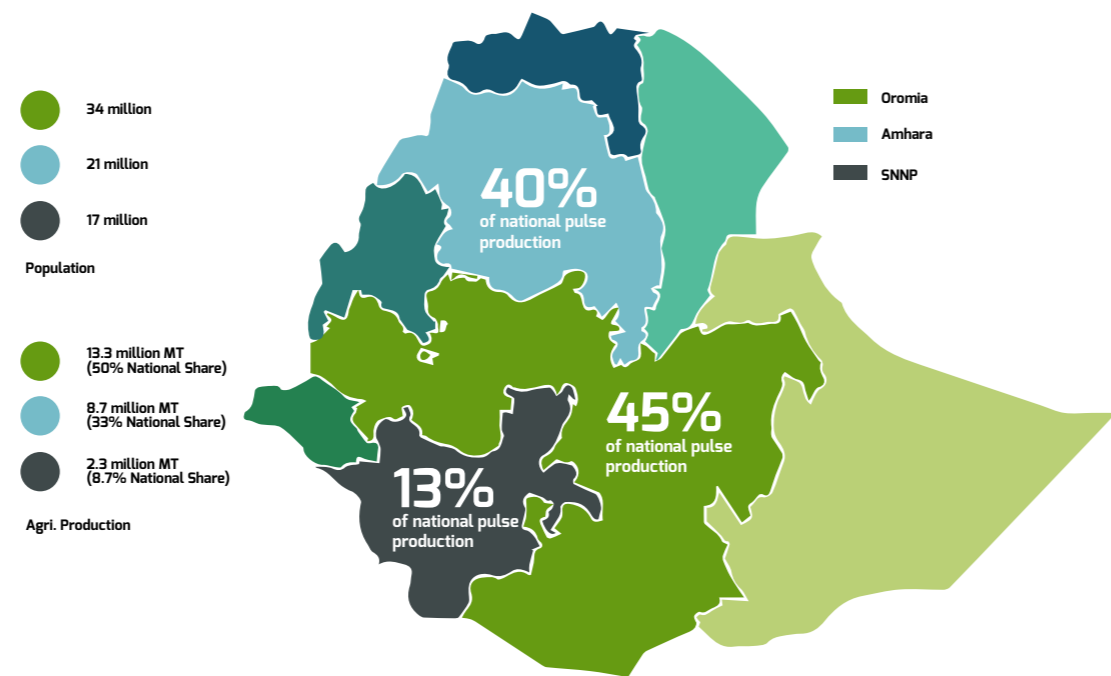 34 million
21 million
17 million
Population
13.3 million MT
(50% National Share)
8.7 million MT
(33% National Share)
2.3 million MT
(8.7% National Share)
Agri. Production
40%
of national pulse
production
45%
of national pulse
production
13%
of national pulse
production
Oromia
Amhara
SNNP